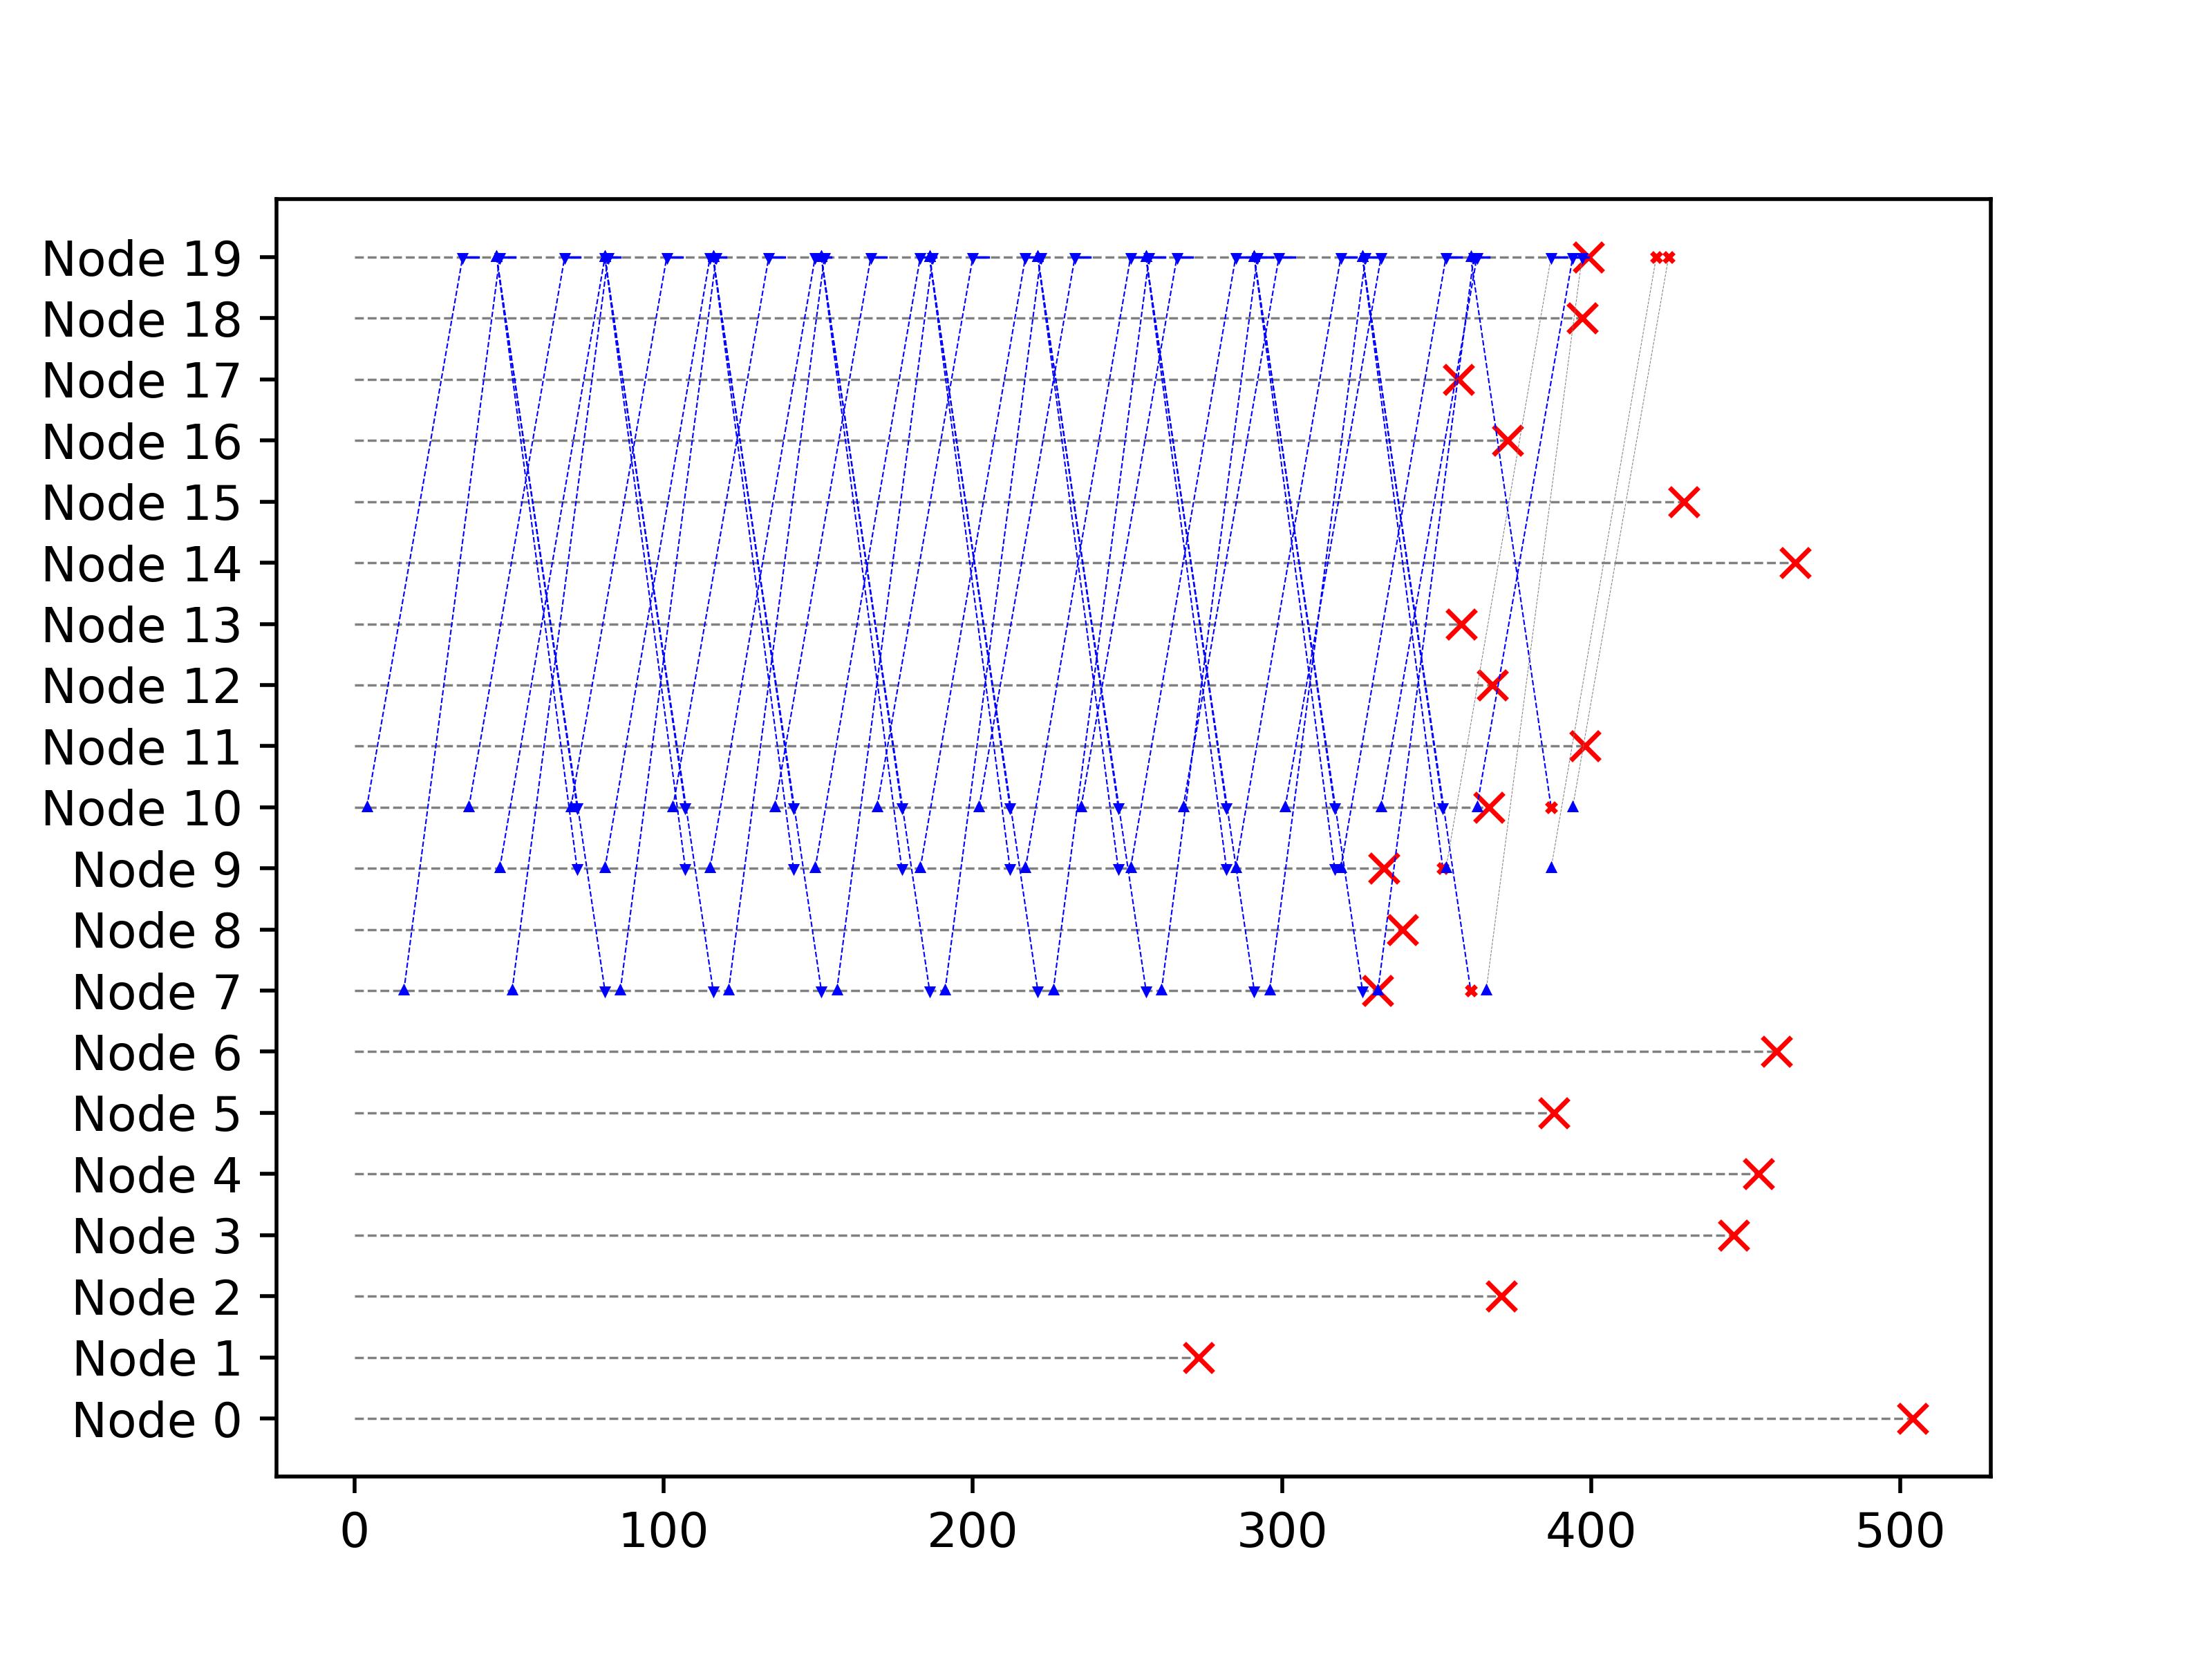 Node 19
Node 18
Node 17
Node 16
Node 15
Node 14
Node 13
Node 12
Node 11
Node 10
Node 9
Node 8
Node 7
Node 6
Node 5
Node 4
Node 3
Node 2
Node 1
Node 0
0 100 200 300 400 500